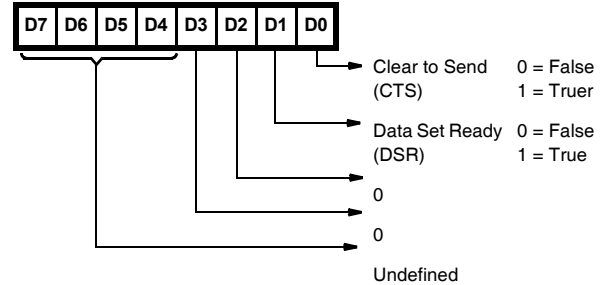 D7 D6 D5 D4 D3 D2 D1 D0
Clear to Send 0 = False
(CTS) 1 = Truer
Data Set Ready 0 = False
(DSR) 1 = True
0
0
Undefined